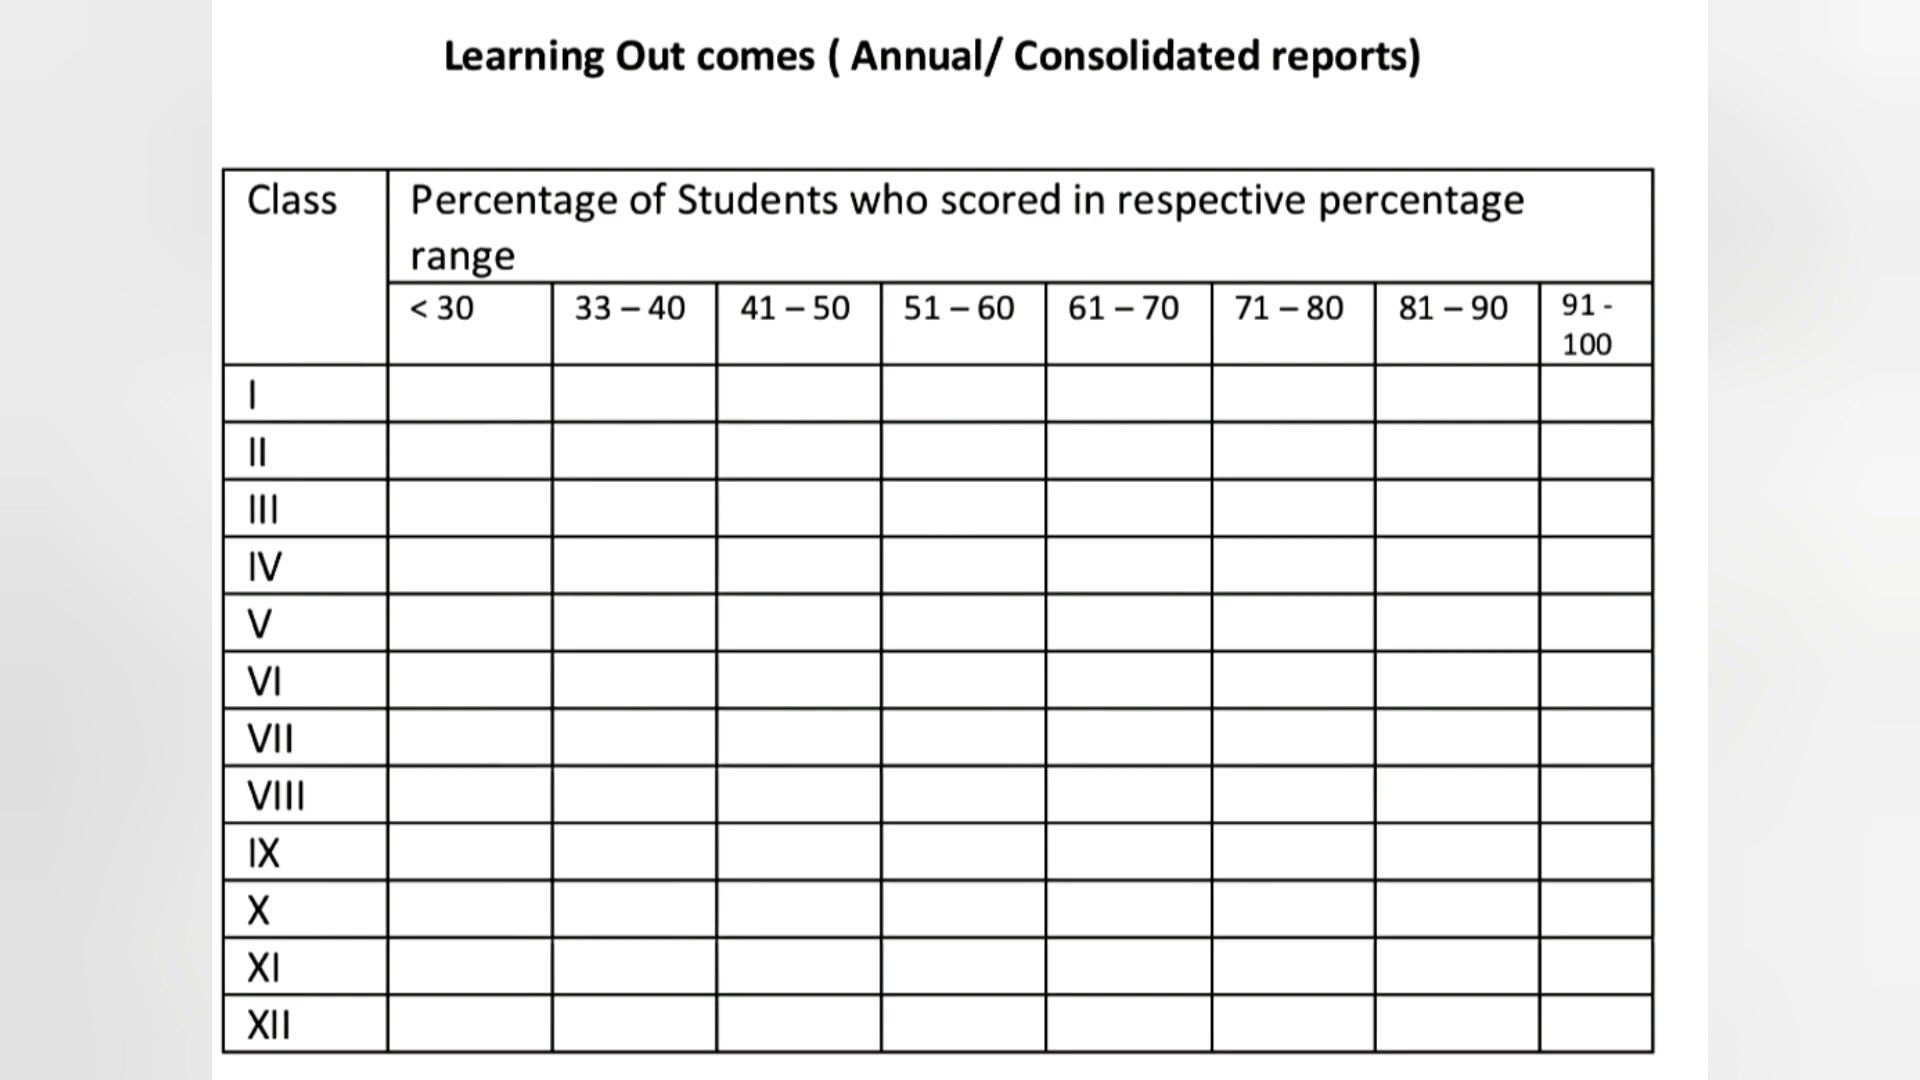 Learning Out comes ( Annual/ Consolidated reports)
Class
Percentage of Students who scored in respective percentage
range
< 30
33 – 40
41 – 50
51 – 60
61 – 70
71 – 80
81 – 90
91 -
100
I
II
III
IV
V
VI
VII
VIII
IX
X
XI
XII